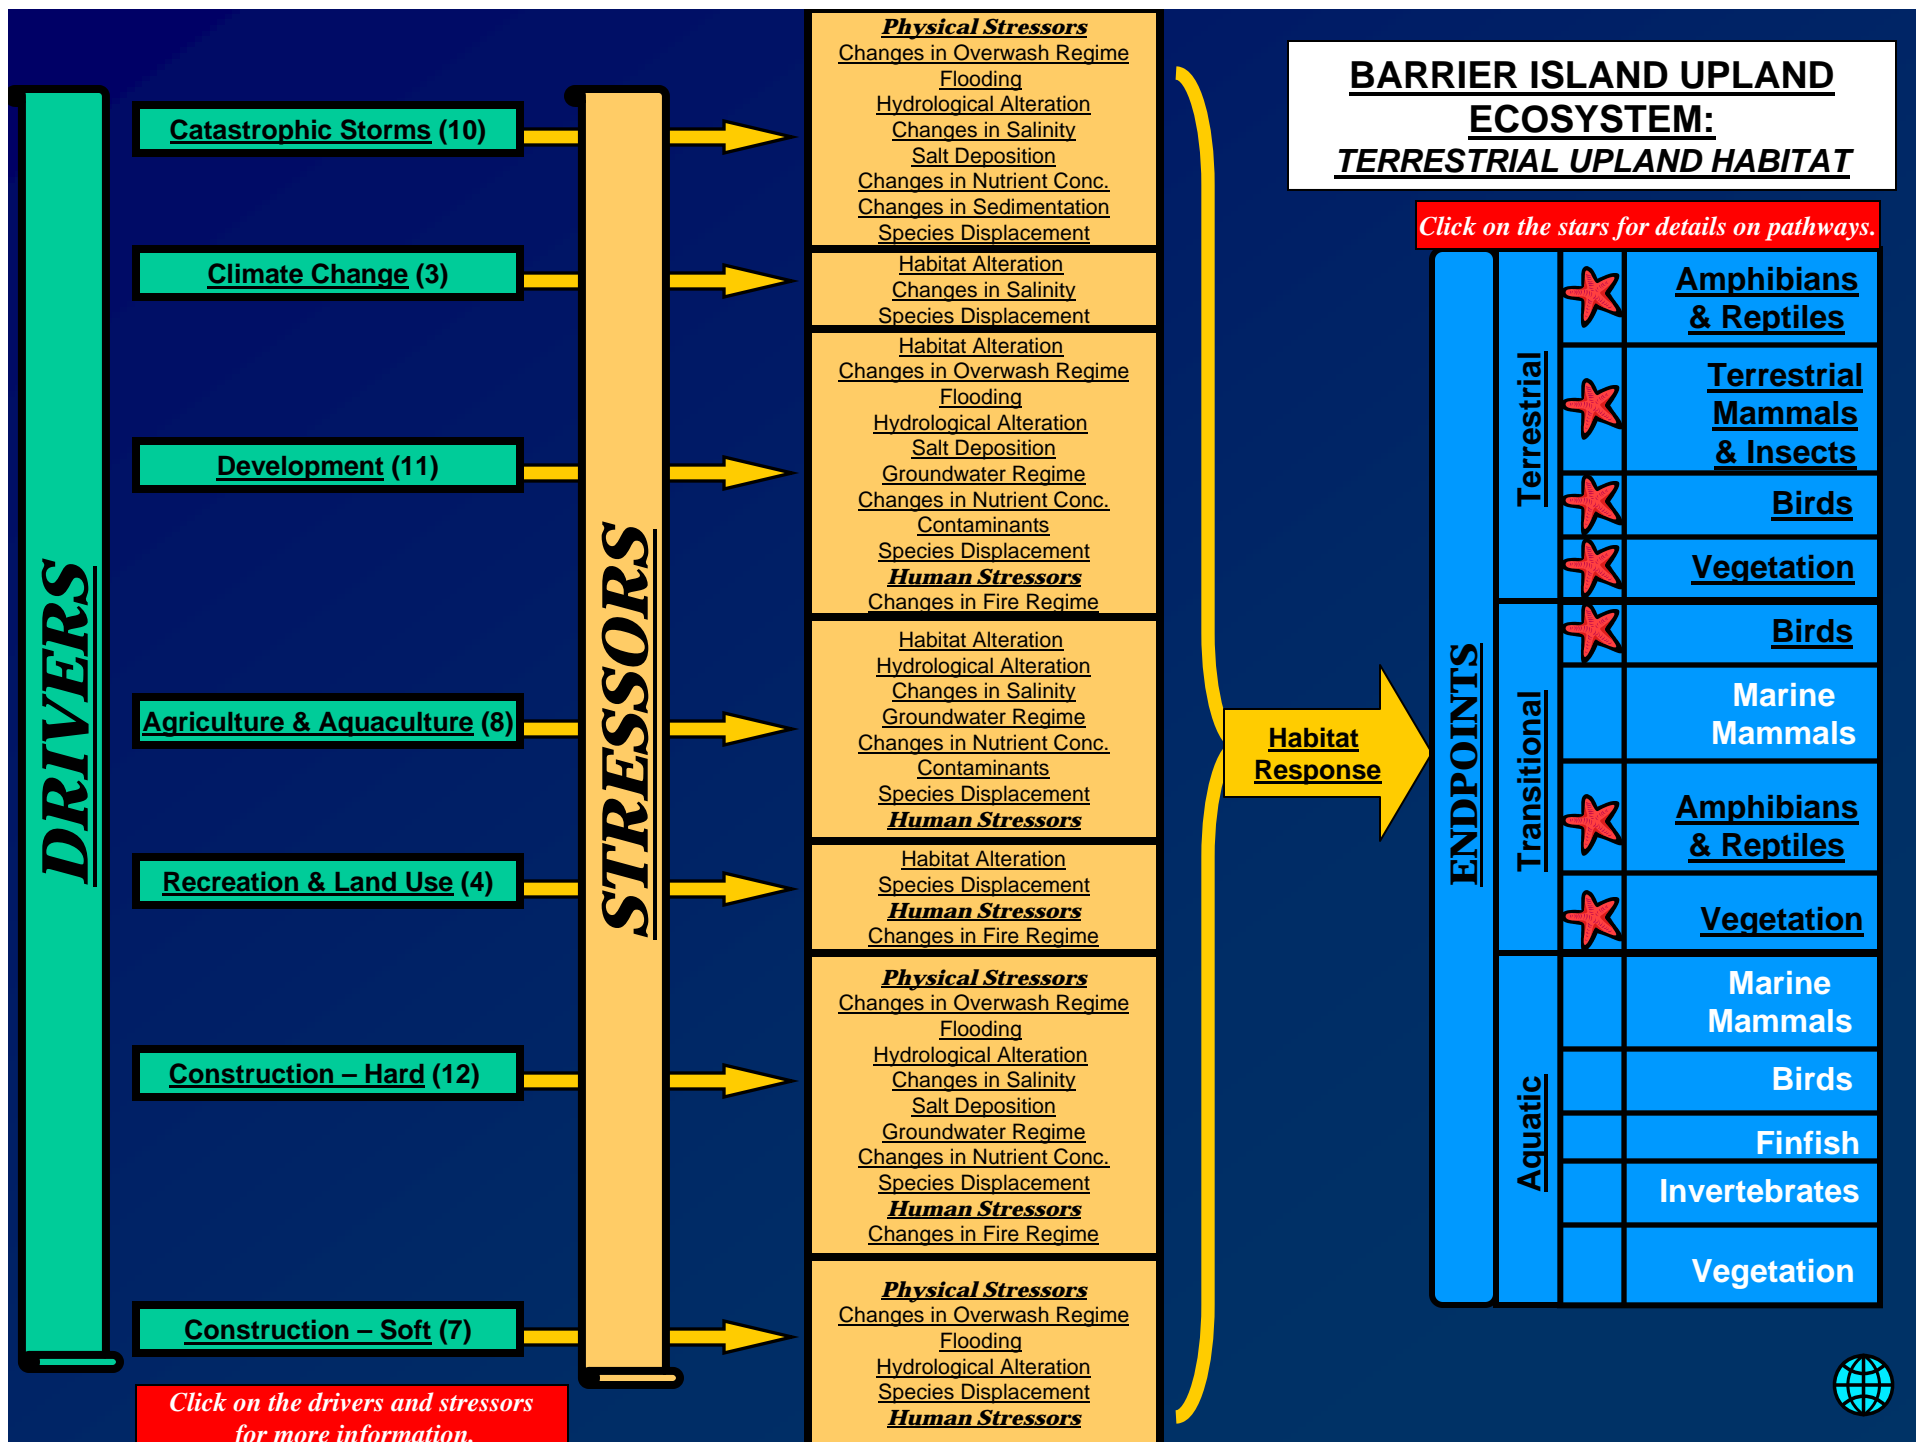 BARRIER ISLAND UPLAND
ECOSYSTEM:
TERRESTRIAL UPLAND HABITAT
DRIVERS
Catastrophic Storms (10)
Climate Change (3)
Development (11)
Agriculture & Aquaculture (8)
Recreation & Land Use (4)
Construction – Hard (12)
Construction – Soft (7)
Click on the drivers and stressors
for more information.
STRESSORS
Physical Stressors
Changes in Overwash Regime
Flooding
Hydrological Alteration
Changes in Salinity
Salt Deposition
Changes in Nutrient Conc.
Changes in Sedimentation
Species Displacement
Habitat Alteration
Changes in Salinity
Species Displacement
Habitat Alteration
Changes in Overwash Regime
Flooding
Hydrological Alteration
Salt Deposition
Groundwater Regime
Changes in Nutrient Conc.
Contaminants
Species Displacement
Human Stressors
Changes in Fire Regime
Habitat Alteration
Hydrological Alteration
Changes in Salinity
Groundwater Regime
Changes in Nutrient Conc.
Contaminants
Species Displacement
Human Stressors
Habitat Alteration
Species Displacement
Human Stressors
Changes in Fire Regime
Physical Stressors
Changes in Overwash Regime
Flooding
Hydrological Alteration
Changes in Salinity
Salt Deposition
Groundwater Regime
Changes in Nutrient Conc.
Species Displacement
Human Stressors
Changes in Fire Regime
Physical Stressors
Changes in Overwash Regime
Flooding
Hydrological Alteration
Species Displacement
Human Stressors
Habitat
Response
Click on the stars for details on pathways.
ENDPOINTS
Terrestrial
Amphibians
& Reptiles
Terrestrial
Mammals
& Insects
Birds
Vegetation
Transitional
Birds
Marine
Mammals
Amphibians
& Reptiles
Vegetation
Aquatic
Marine
Mammals
Birds
Finfish
Invertebrates
Vegetation